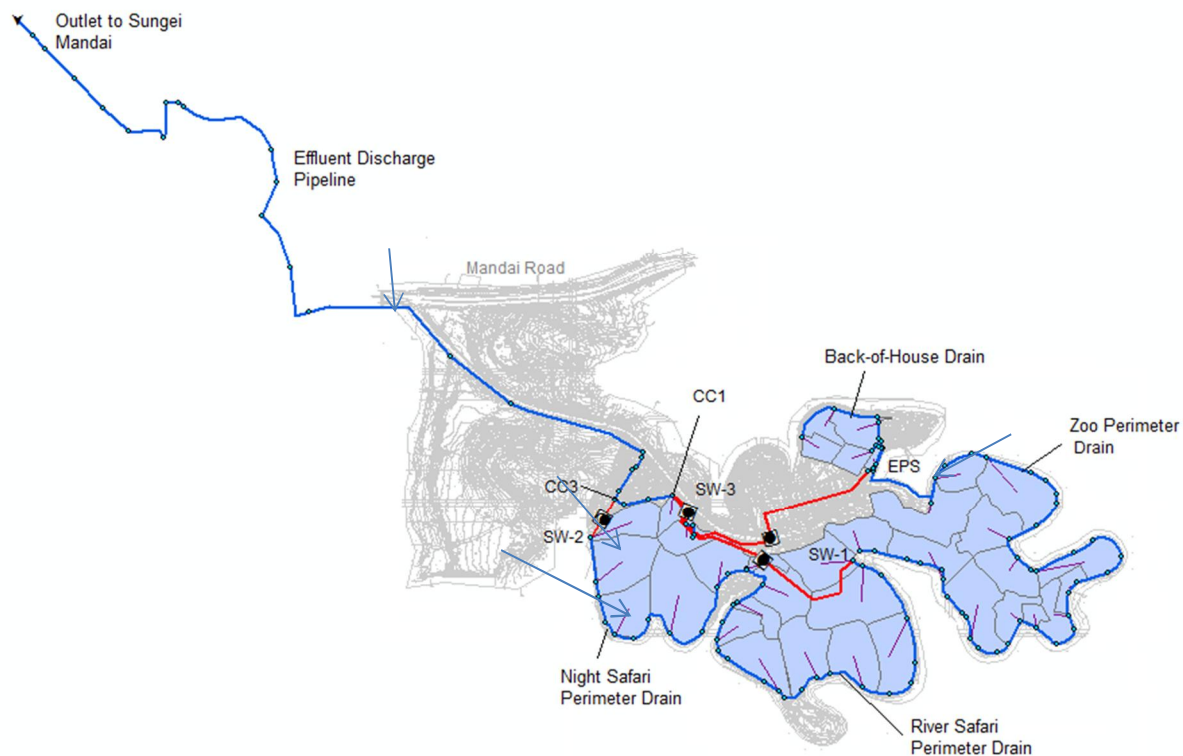 Outlet to Sungei
Mandai
Effluent Discharge
Pipeline
Mandai Road
Back-of-House Drain
CC1
Zoo Perimeter
Drain
EPS
CC3
SW-3
SW-2
SW-1
Night Safari
Perimeter Drain
River Safari
Perimeter Drain